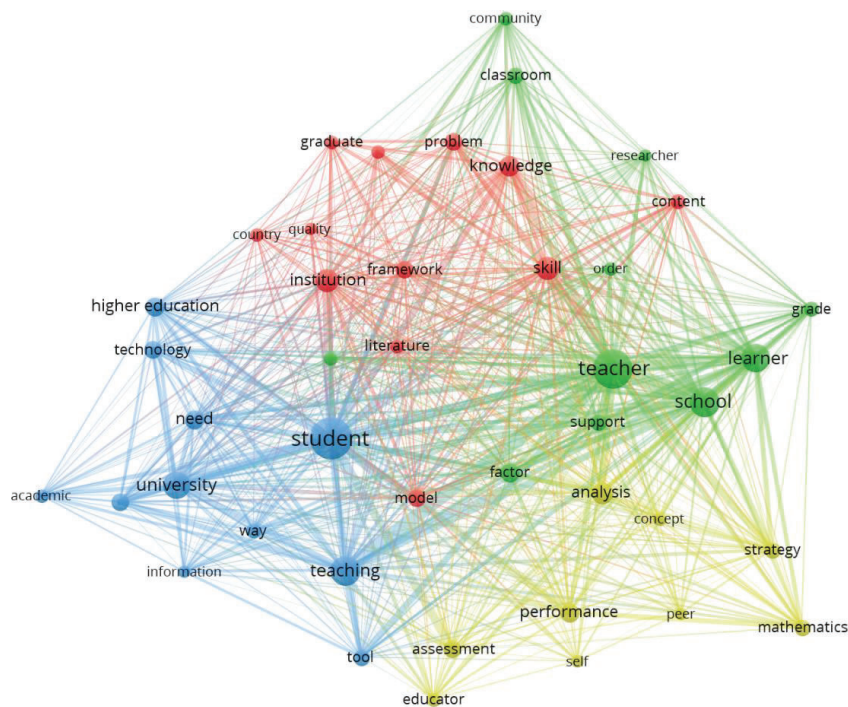 community
classroom
graduate
problem
knowledge
researcher
content
country
quality
institution
framework
skill
order
higher education
grade
technology
literature
teacher
learner
need
student
school
support
academic
university
model
factor
analysis
way
concept
information
teaching
strategy
performance
peer
mathematics
tool
assessment
self
educator